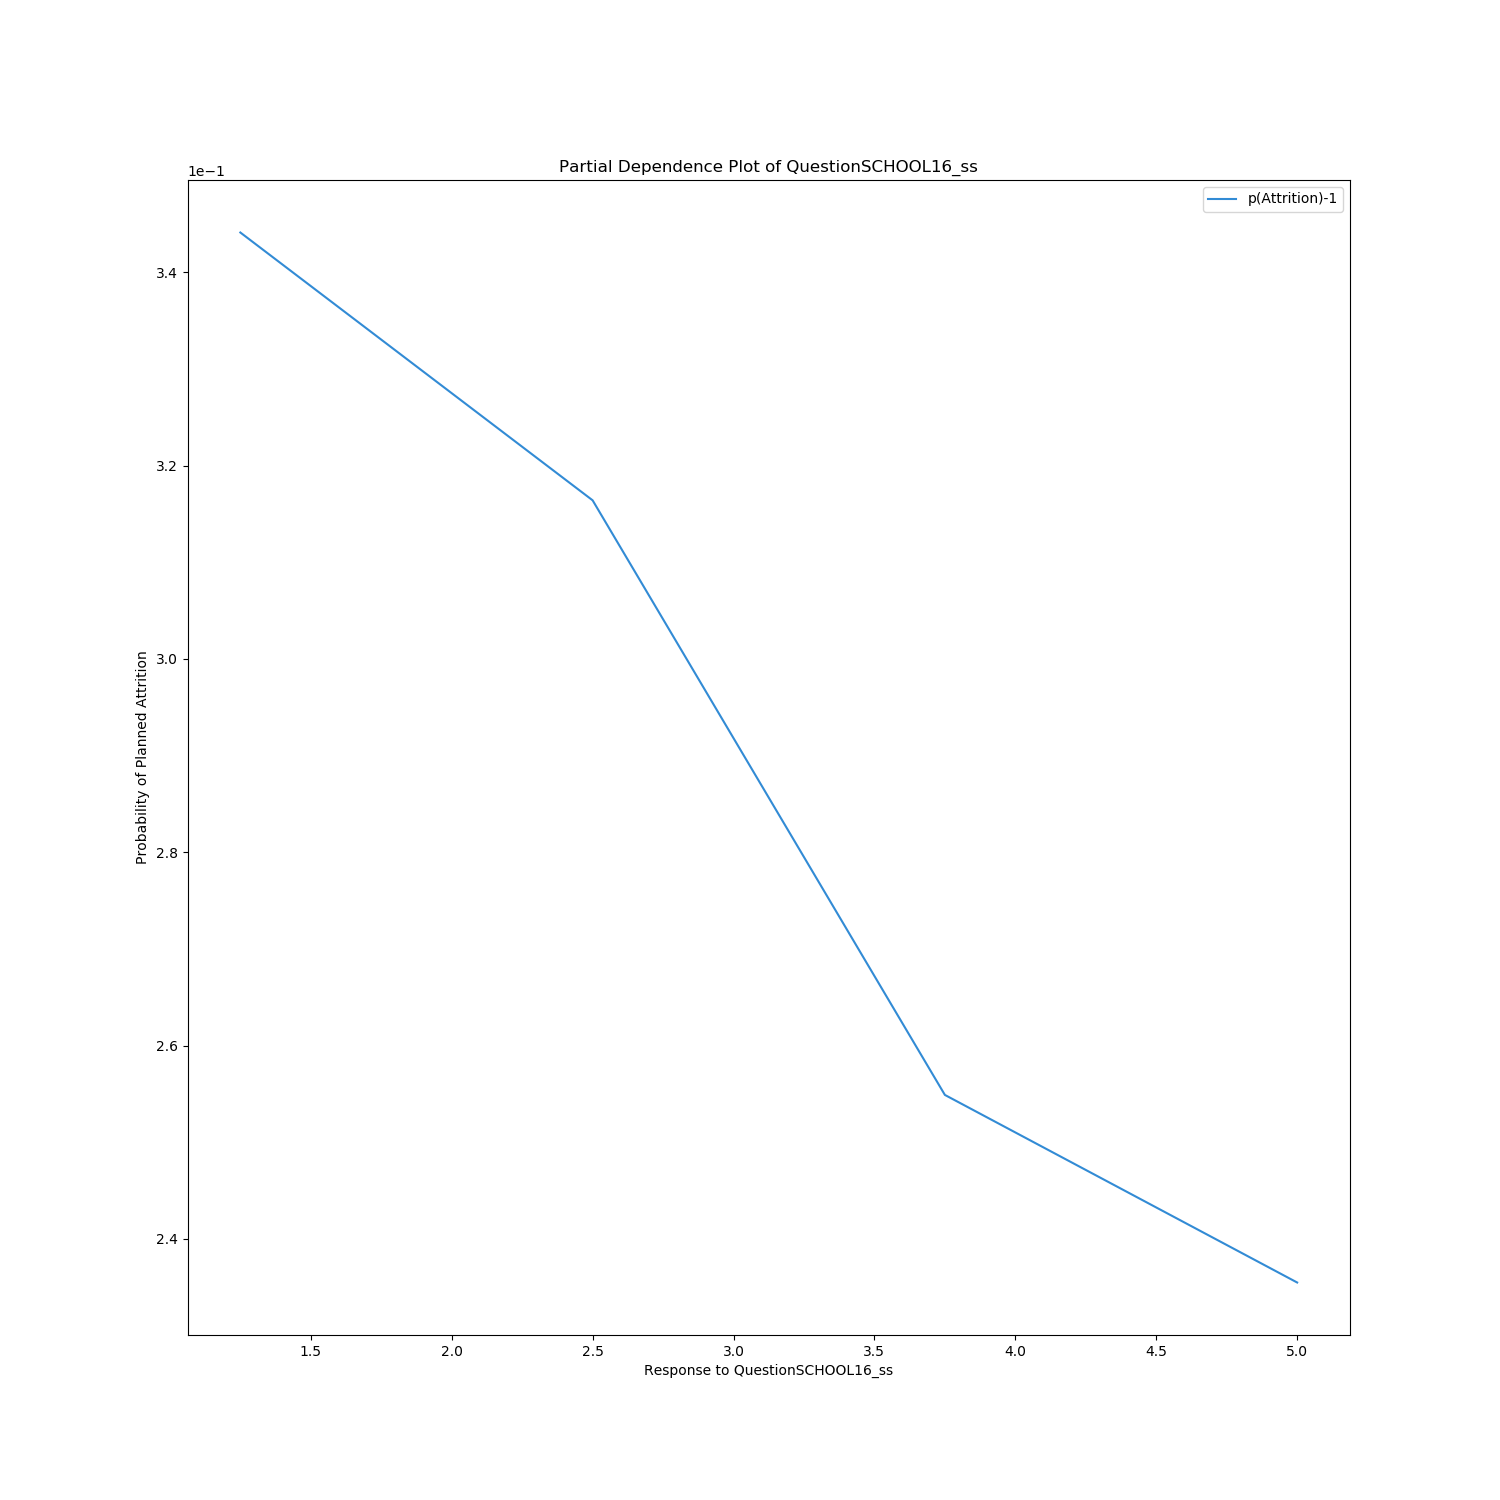 Partial Dependence Plot of QuestionSCHOOL16_ss
1e−1
p(Attrition)-1
3.4
3.2
3.0
2.8
2.6
2.4
Probability of Planned Attrition
1.5 2.0 2.5 3.0 3.5 4.0 4.5 5.0
Response to QuestionSCHOOL16_ss